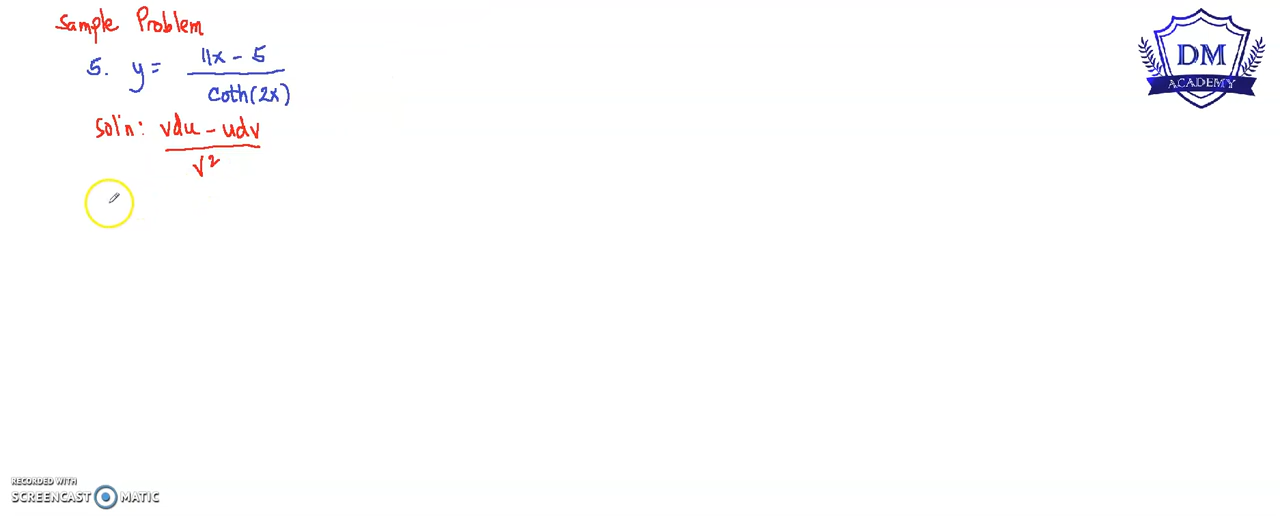 Sample Problem
5. y = 11x - 5
coth(2x)
Sol'n: vdu - udv
v²
DM
ACADEMY
RECORDED WITH
SCREENCAST MATIC